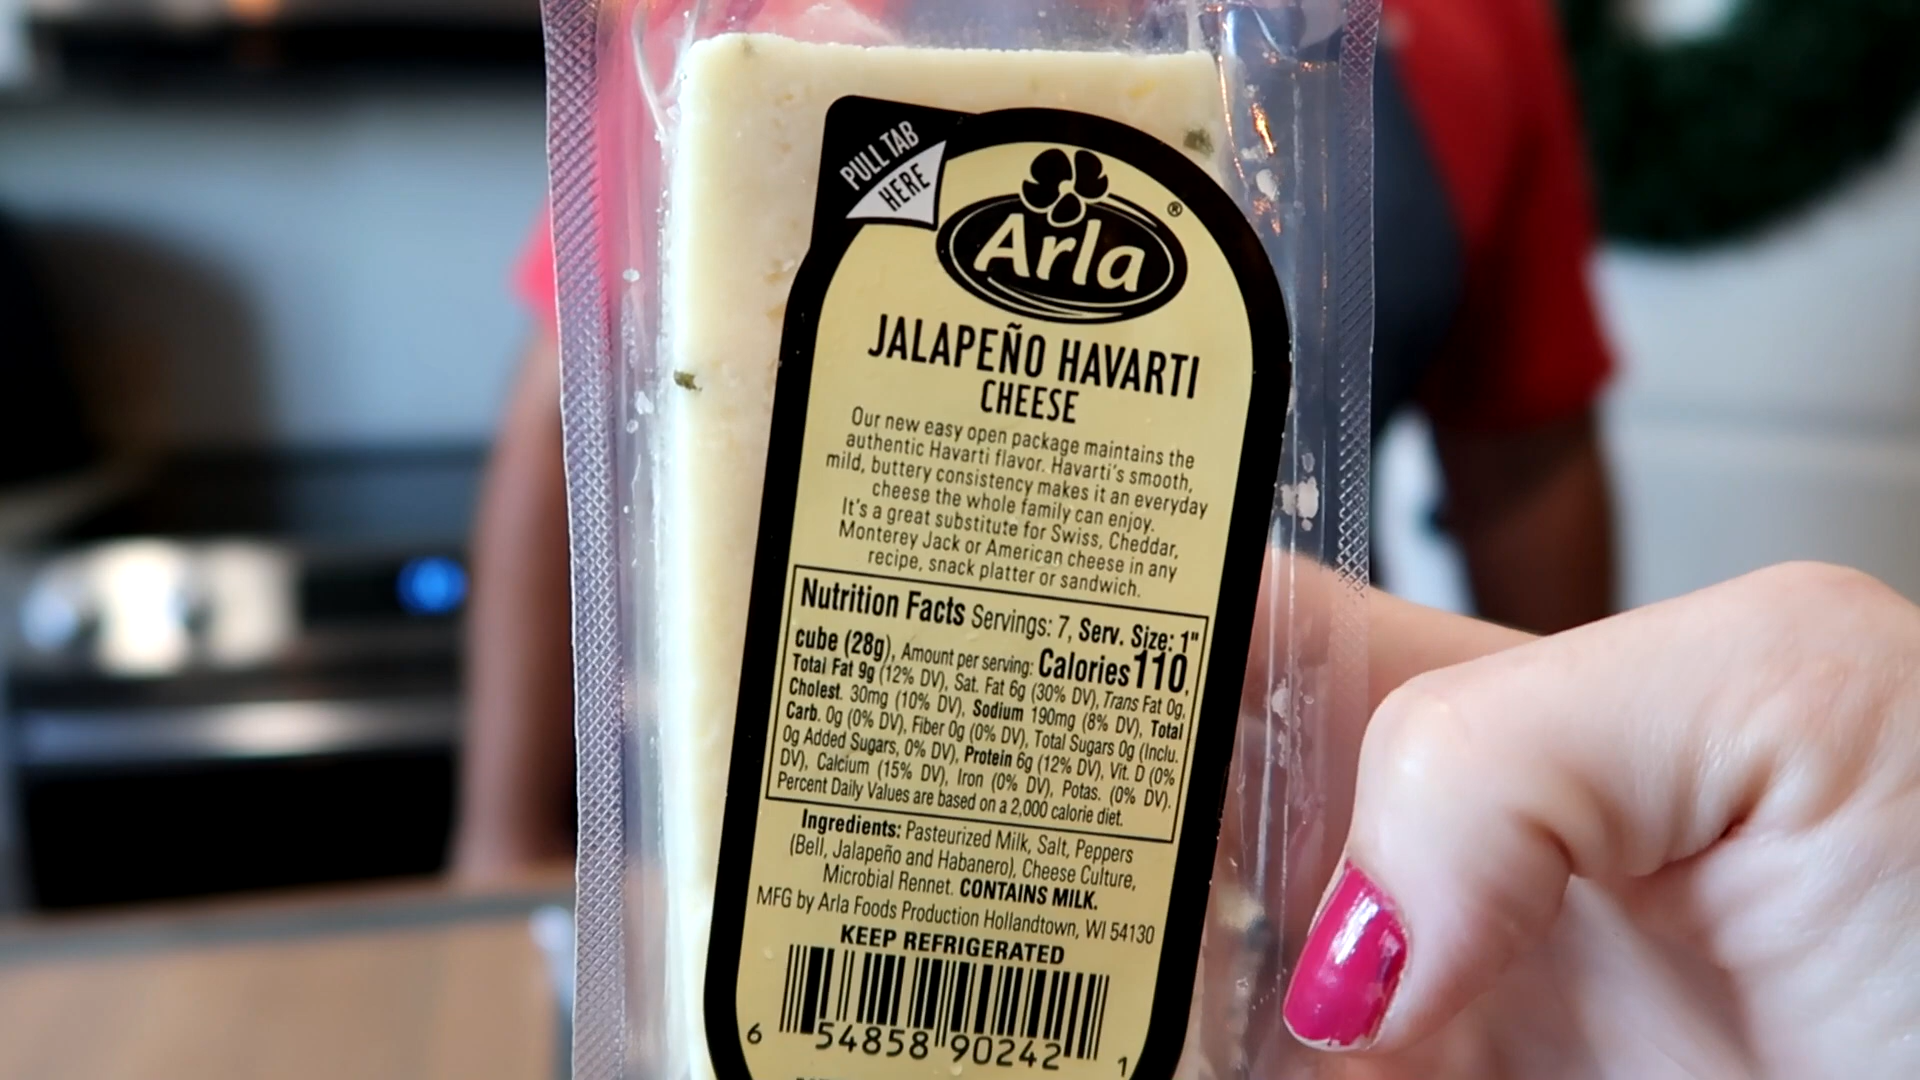 PULL TAB
HERE
Arla®
JALAPEÑO HAVARTI
CHEESE
Our new easy open package maintains the
authentic Havarti flavor. Havarti's smooth,
mild, buttery consistency makes it an everyday
cheese the whole family can enjoy.
It's a great substitute for Swiss, Cheddar,
Monterey Jack or American cheese in any
recipe, snack platter or sandwich.
Nutrition Facts Servings: 7, Serv. Size: 1"
cube (28g), Amount per serving: Calories 110,
Total Fat 9g (12% DV), Sat. Fat 6g (30% DV), Trans Fat 0g,
Cholest. 30mg (10% DV), Sodium 190mg (8% DV), Total
Carb. 0g (0% DV), Fiber 0g (0% DV), Total Sugars 0g (Inclu.
0g Added Sugars, 0% DV), Protein 6g (12% DV), Vit. D (0%
DV), Calcium (15% DV), Iron (0% DV), Potas. (0% DV).
Percent Daily Values are based on a 2,000 calorie diet.
Ingredients: Pasteurized Milk, Salt, Peppers
(Bell, Jalapeño and Habanero), Cheese Culture,
Microbial Rennet. CONTAINS MILK.
MFG by Arla Foods Production Hollandtown, WI 54130
KEEP REFRIGERATED
6 54858 90242 1